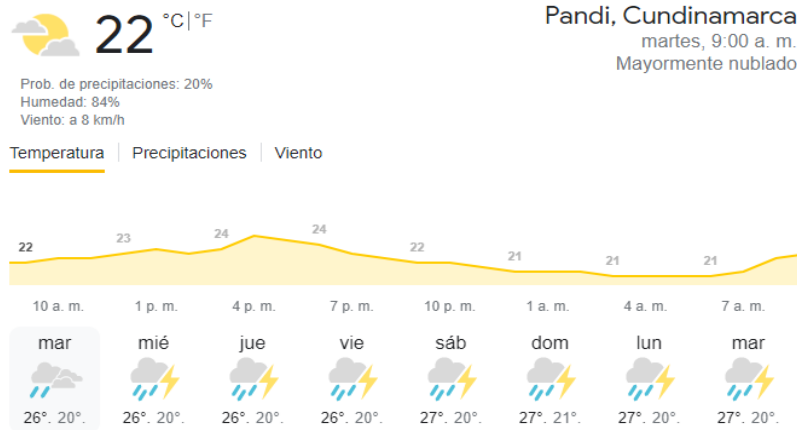 22 °C|°F
Pandi, Cundinamarca
martes, 9:00 a. m.
Mayormente nublado
Prob. de precipitaciones: 20%
Humedad: 84%
Viento: a 8 km/h
Temperatura | Precipitaciones | Viento
22 23 24 24 22 21 21 21
10 a. m. 1 p. m. 4 p. m. 7 p. m. 10 p. m. 1 a. m. 4 a. m. 7 a. m.
mar mié jue vie sáb dom lun mar
26°. 20°. 26°. 20°. 26°. 20°. 26°. 20°. 27°. 20°. 27°. 21°. 27°. 20°. 27°. 20°.